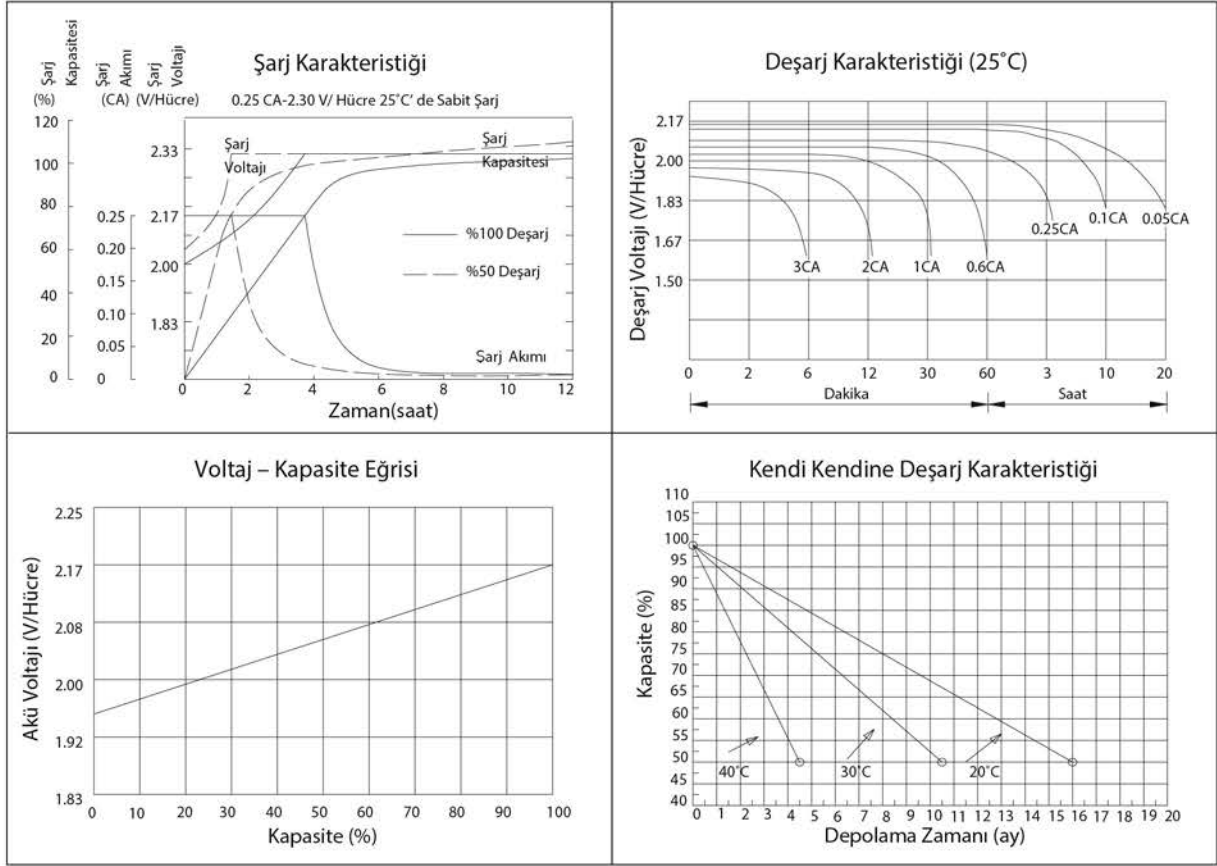 Şarj Karakteristiği
0.25 CA-2.30 V/ Hücre 25˚C’ de Sabit Şarj
Şarj Kapasitesi (%)
Şarj Akımı (CA)
Şarj Voltajı (V/Hücre)
120
100
80
60
40
20
0
0.25
0.20
0.15
0.10
0.05
0
2.33
2.17
2.00
1.83
Şarj Voltajı
Şarj Kapasitesi
%100 Deşarj
%50 Deşarj
Şarj Akımı
0 2 4 6 8 10 12
Zaman(saat)
Deşarj Karakteristiği (25˚C)
Deşarj Voltajı (V/Hücre)
2.17
2.00
1.83
1.67
1.50
3CA 2CA 1CA 0.6CA 0.25CA 0.1CA 0.05CA
0 2 6 12 30 60 3 10 20
Dakika Saat
Voltaj – Kapasite Eğrisi
Akü Voltajı (V/Hücre)
2.25
2.17
2.08
2.00
1.92
1.83
0 10 20 30 40 50 60 70 80 90 100
Kapasite (%)
Kendi Kendine Deşarj Karakteristiği
Kapasite (%)
110
105
100
95
90
85
80
75
70
65
60
55
50
45
40
40˚C 30˚C 20˚C
0 1 2 3 4 5 6 7 8 9 10 11 12 13 14 15 16 17 18 19 20
Depolama Zamanı (ay)